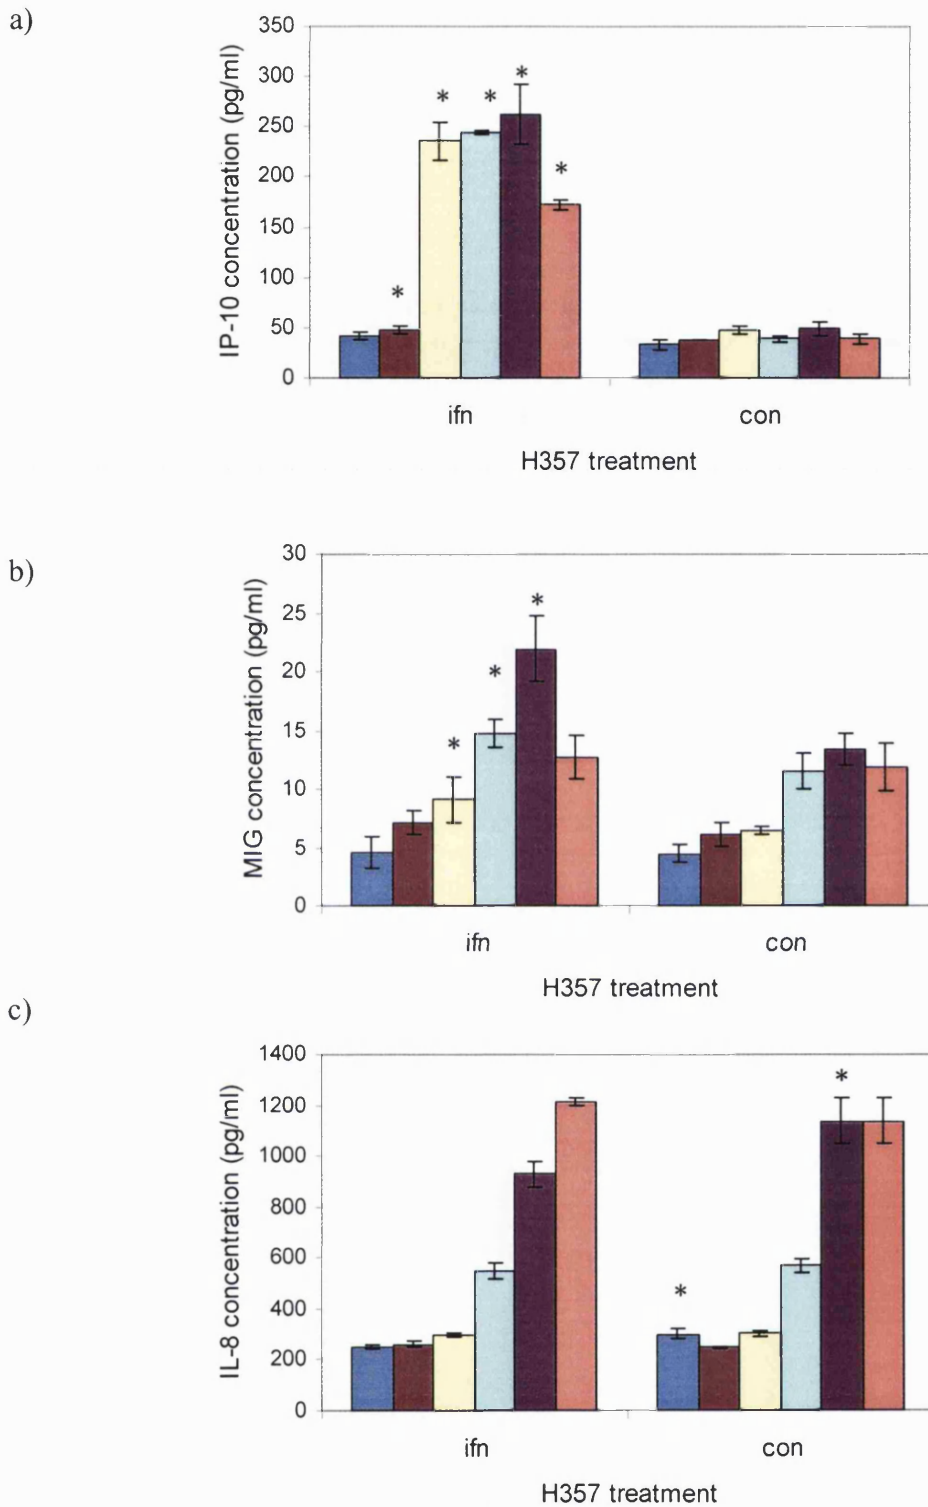 a)
IP-10 concentration (pg/ml)
350
300
250
200
150
100
50
0
* * * * *
ifn con
H357 treatment
b)
MIG concentration (pg/ml)
30
25
20
15
10
5
0
* * *
ifn con
H357 treatment
c)
IL-8 concentration (pg/ml)
1400
1200
1000
800
600
400
200
0
* *
ifn con
H357 treatment